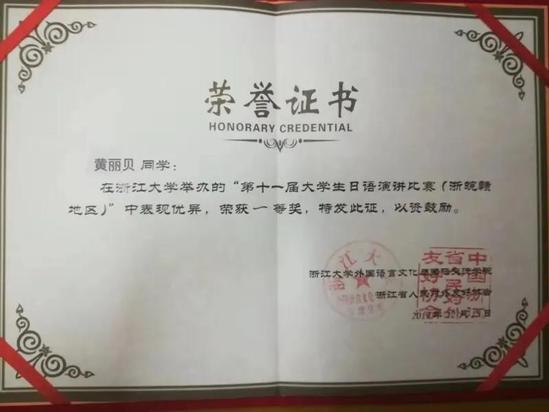 荣誉证书
HONORARY CREDENTIAL
黄丽贝 同学：
在浙江大学举办的“第十一届大学生日语演讲比赛（浙皖赣
地区）”中表现优异，荣获一等奖，特发此证，以资鼓励。
浙江大学外国语言文化与国际交流学院
浙江省人民对外友好协会